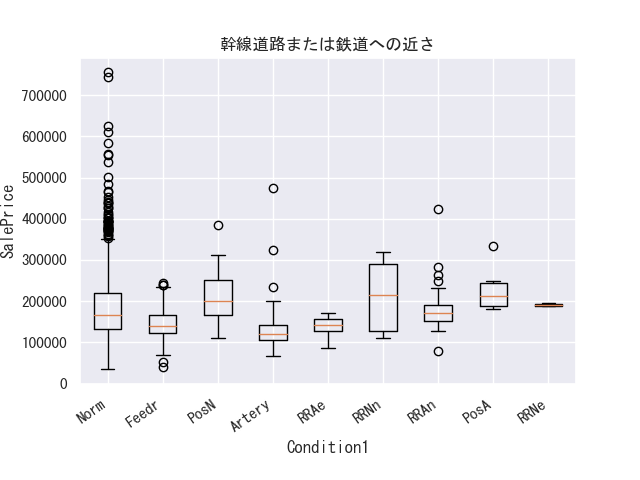 幹線道路または鉄道への近さ
700000
600000
500000
400000
300000
200000
100000
0
SalePrice
Norm
Feedr
PosN
Artery
RRAe
RRNn
RRAn
PosA
RRNe
Condition1